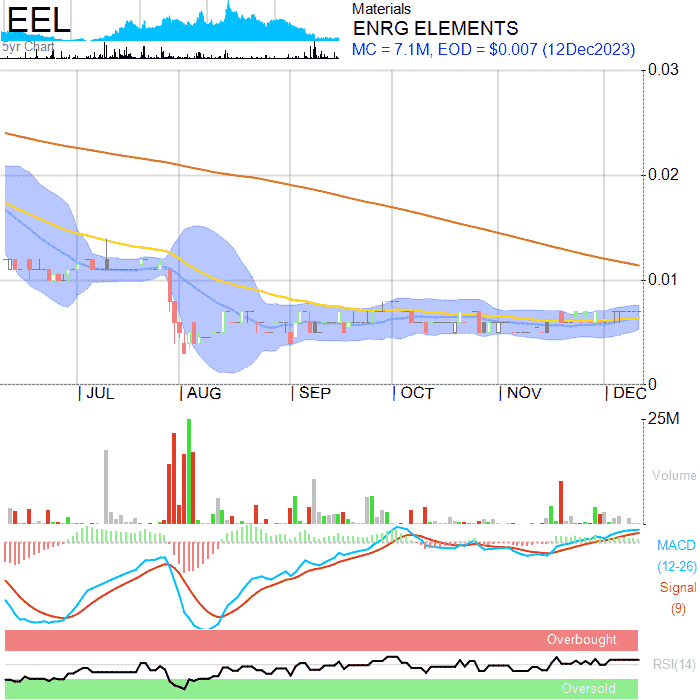 EEL
5yr Chart
Materials
ENRG ELEMENTS
MC = 7.1M, EOD = $0.007 (12Dec2023)
0.03
0.02
0.01
0
JUL
AUG
SEP
OCT
NOV
DEC
25M
Volume
MACD
(12-26)
Signal
(9)
Overbought
RSI(14)
Oversold